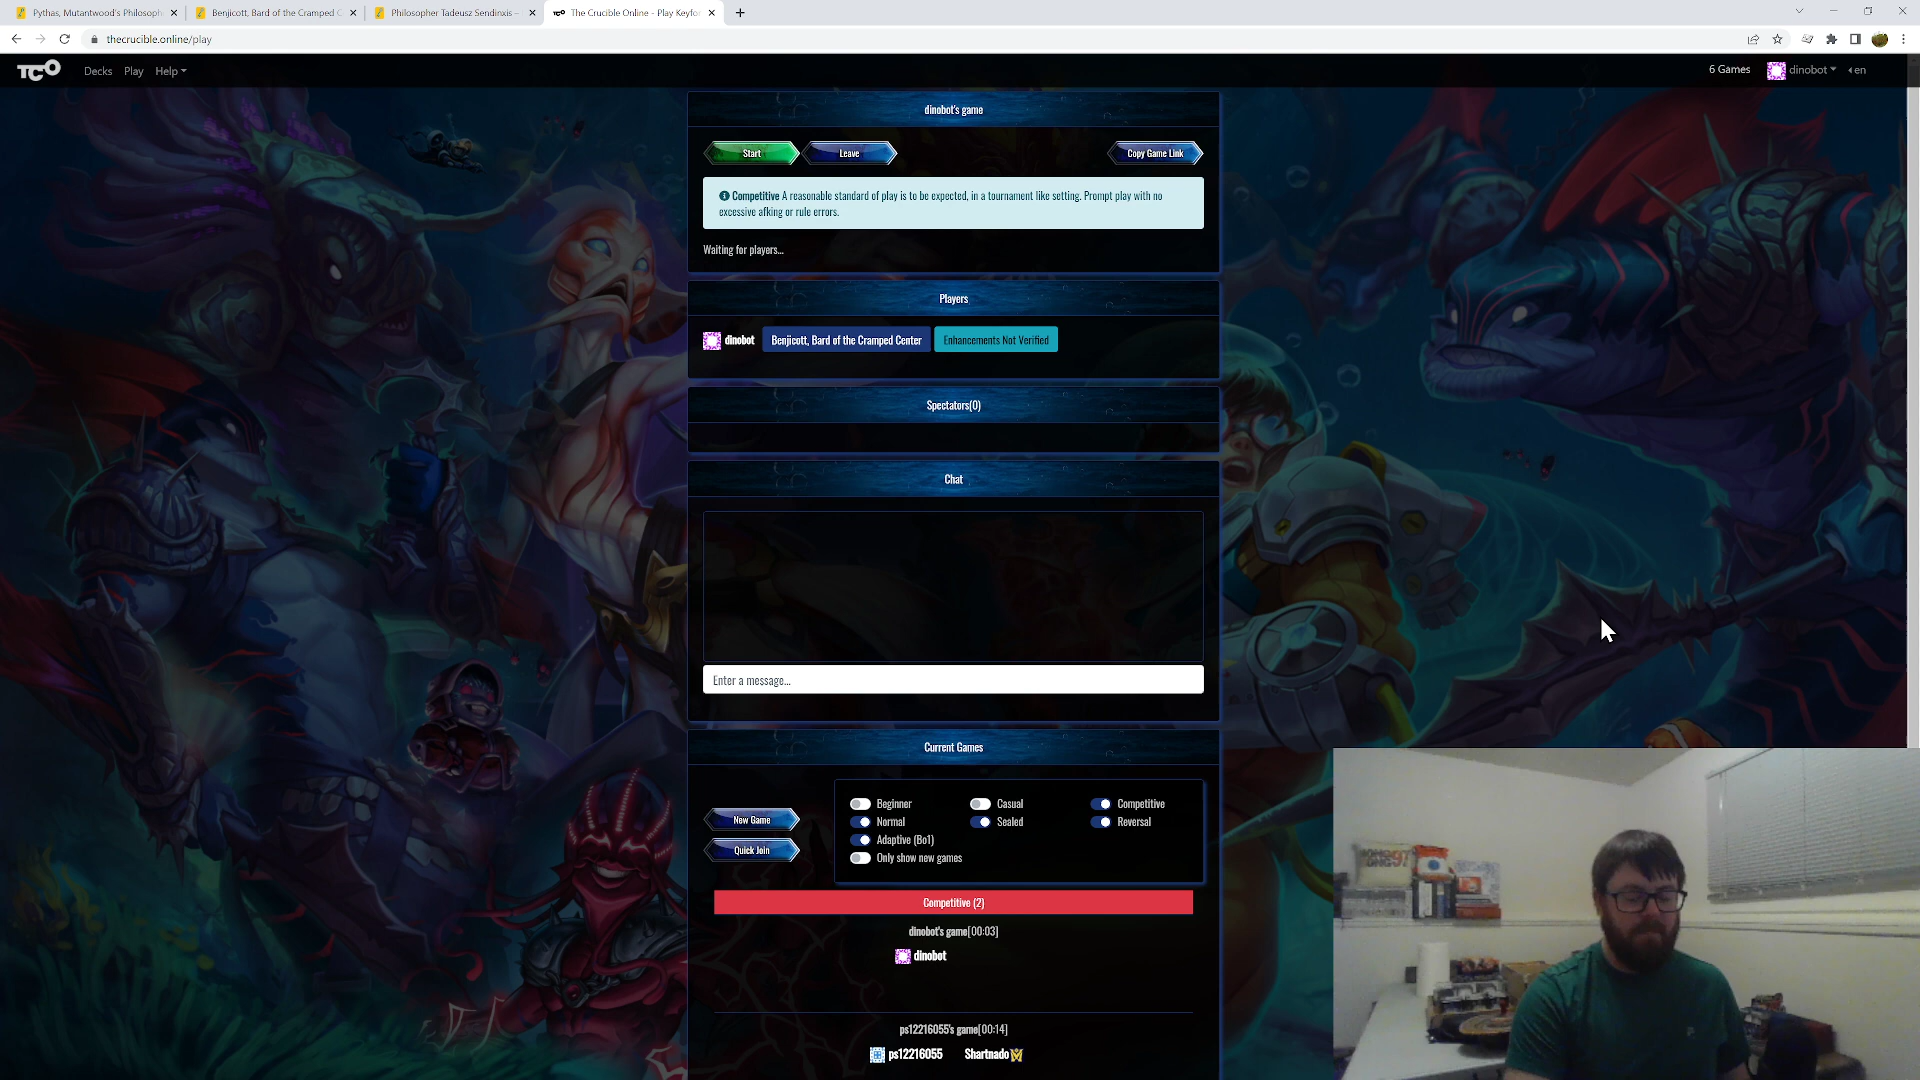 Pythas, Mutantwood's Philosoph
Benjicott, Bard of the Cramped C
Philosopher Tadeusz Sendinxis –
The Crucible Online - Play Keyfo
thecrucible.online/play
TCO
Decks
Play
Help
6 Games
dinobot
en
dinobot's game
Start
Leave
Copy Game Link
Competitive A reasonable standard of play is to be expected, in a tournament like setting. Prompt play with no
excessive afking or rule errors.
Waiting for players...
Players
dinobot
Benjicott, Bard of the Cramped Center
Enhancements Not Verified
Spectators(0)
Chat
Enter a message...
Current Games
New Game
Quick Join
Beginner
Casual
Competitive
Normal
Sealed
Reversal
Adaptive (Bo1)
Only show new games
Competitive (2)
dinobot's game[00:03]
dinobot
ps12216055's game[00:14]
ps12216055
Shartnado